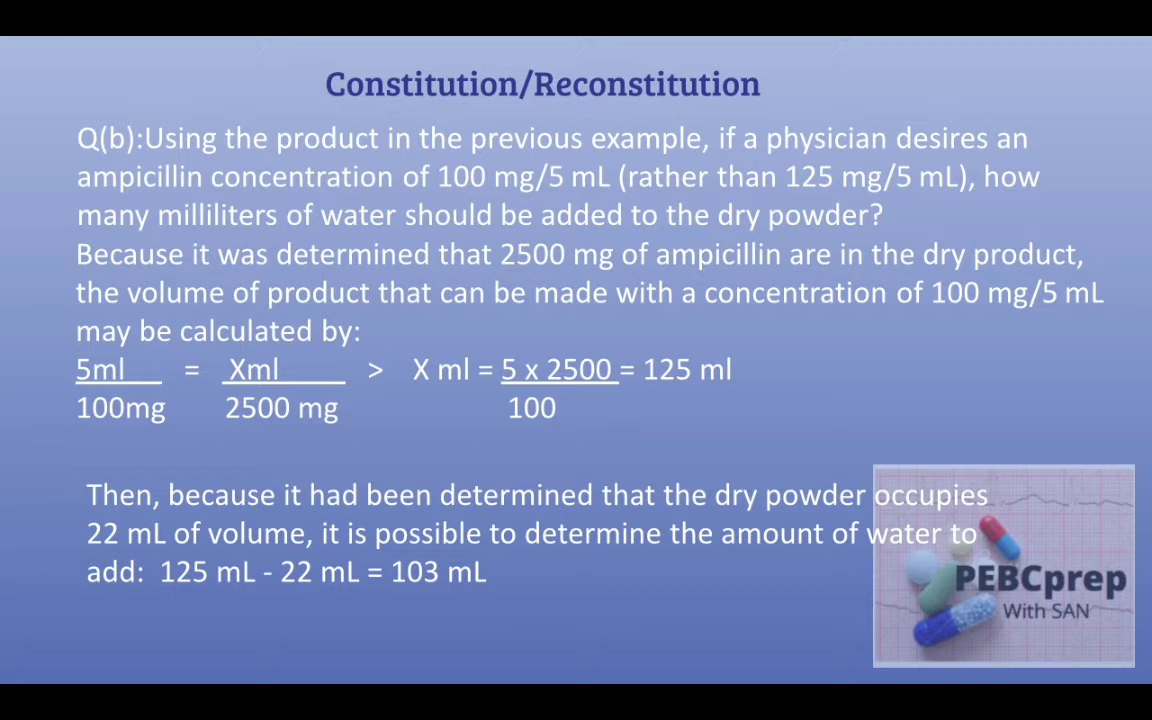 Constitution/Reconstitution
Q(b):Using the product in the previous example, if a physician desires an
ampicillin concentration of 100 mg/5 mL (rather than 125 mg/5 mL), how
many milliliters of water should be added to the dry powder?
Because it was determined that 2500 mg of ampicillin are in the dry product,
the volume of product that can be made with a concentration of 100 mg/5 mL
may be calculated by:
5ml = Xml > X ml = 5 x 2500 = 125 ml
100mg 2500 mg 100
Then, because it had been determined that the dry powder occupies
22 mL of volume, it is possible to determine the amount of water to
add: 125 mL - 22 mL = 103 mL
PEBCprep
With SAN